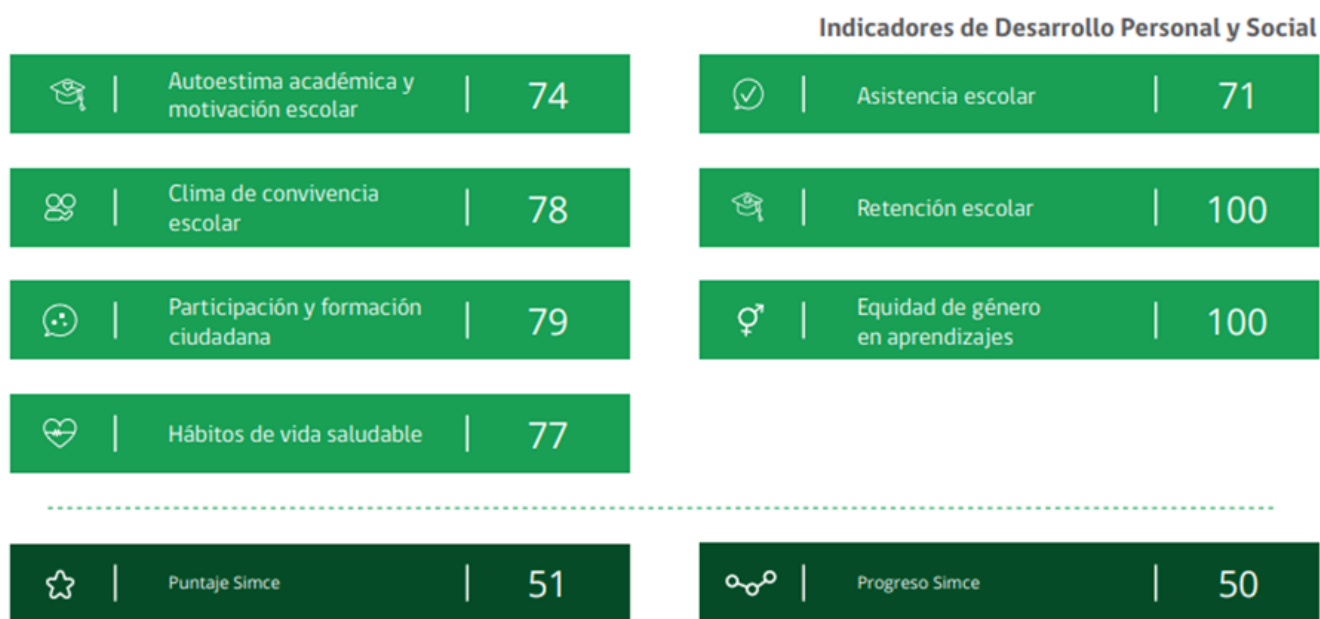 Indicadores de Desarrollo Personal y Social
Autoestima académica y
motivación escolar
74
Asistencia escolar
71
Clima de convivencia
escolar
78
Retención escolar
100
Participación y formación
ciudadana
79
Equidad de género
en aprendizajes
100
Hábitos de vida saludable
77
Puntaje Simce
51
Progreso Simce
50